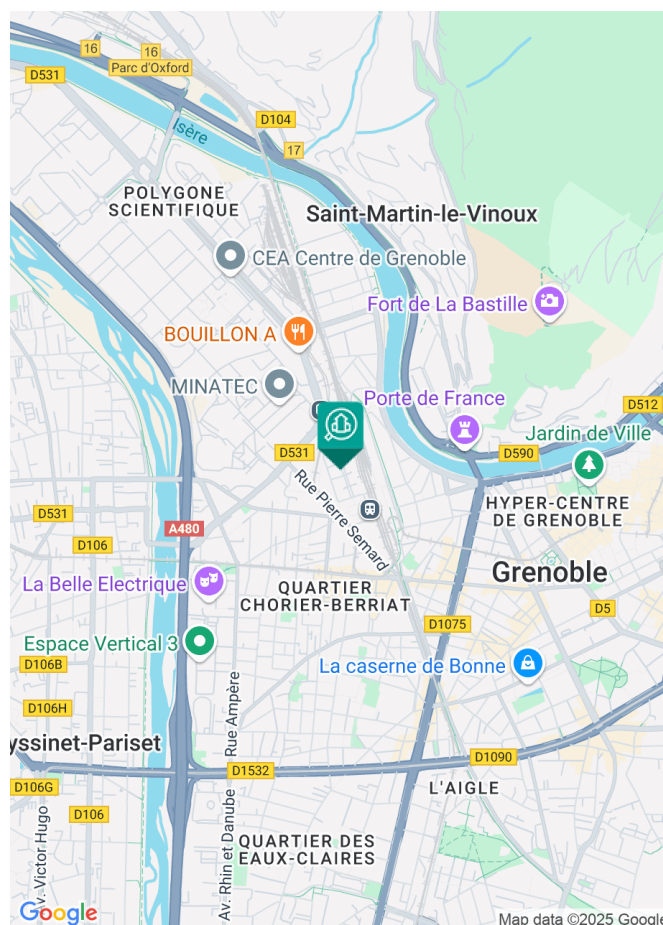 16
16
Parc d'Oxford
D531
D104
17
Isère
POLYGONE
SCIENTIFIQUE
Saint-Martin-le-Vinoux
CEA Centre de Grenoble
Fort de La Bastille
BOUILLON A
MINATEC
Porte de France
D512
Jardin de Ville
D531
D590
Rue Pierre Semard
HYPER-CENTRE
DE GRENOBLE
D531
A480
D106
Grenoble
La Belle Electrique
QUARTIER
CHORIER-BERRIAT
D5
D1075
Espace Vertical 3
D106B
La caserne de Bonne
Rue Ampère
D106H
yssinet-Pariset
D1532
D1090
D106G
L'AIGLE
D106
Av. Victor Hugo
Av. Rhin et Danube
QUARTIER DES
EAUX-CLAIRES
Google
Map data ©2025 Google